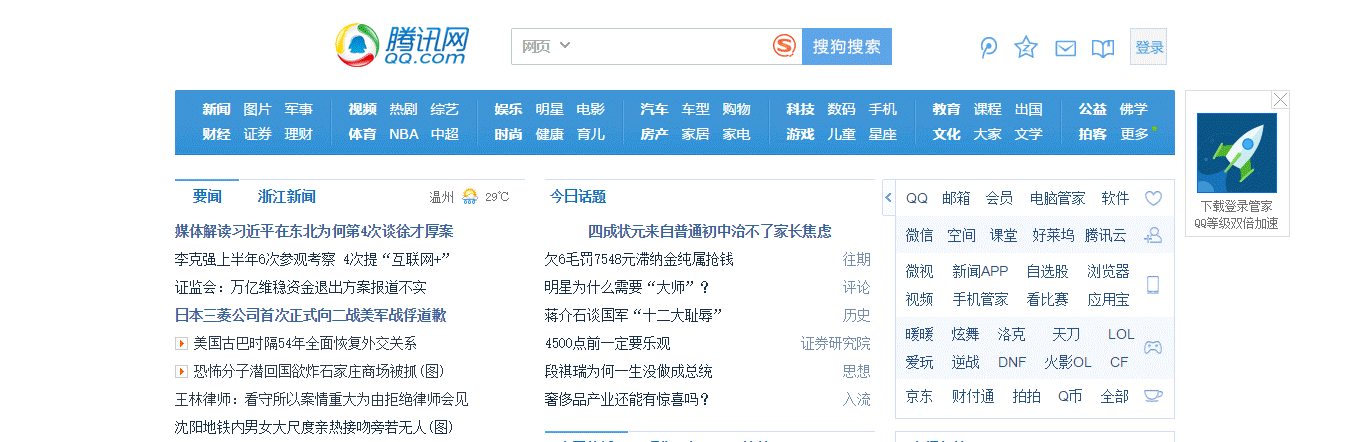 腾讯网
QQ.com
网页
S
搜狗搜索
登录
新闻 图片 军事 视频 热剧 综艺 娱乐 明星 电影 汽车 车型 购物 科技 数码 手机 教育 课程 出国 公益 佛学
财经 证券 理财 体育 NBA 中超 时尚 健康 育儿 房产 家居 家电 游戏 儿童 星座 文化 大家 文学 拍客 更多
要闻 浙江新闻 温州 29℃
媒体解读习近平在东北为何第4次谈徐才厚案
李克强上半年6次参观考察 4次提“互联网+”
证监会：万亿维稳资金退出方案报道不实
日本三菱公司首次正式向二战美军战俘道歉
美国古巴时隔54年全面恢复外交关系
恐怖分子潜回国欲炸石家庄商场被抓(图)
王林律师：看守所以案情重大为由拒绝律师会见
沈阳地铁内男女大尺度亲热接吻旁若无人(图)
今日话题
四成状元来自普通初中治不了家长焦虑
欠6毛罚7548元滞纳金纯属抢钱 往期
明星为什么需要“大师”？ 评论
蒋介石谈国军“十二大耻辱” 历史
4500点前一定要乐观 证券研究院
段祺瑞为何一生没做成总统 思想
奢侈品产业还能有惊喜吗？ 入流
QQ 邮箱 会员 电脑管家 软件
微信 空间 课堂 好莱坞 腾讯云
微视 新闻APP 自选股 浏览器
视频 手机管家 看比赛 应用宝
暖暖 炫舞 洛克 天刀 LOL
爱玩 逆战 DNF 火影OL CF
京东 财付通 拍拍 Q币 全部
下载登录管家
QQ等级双倍加速